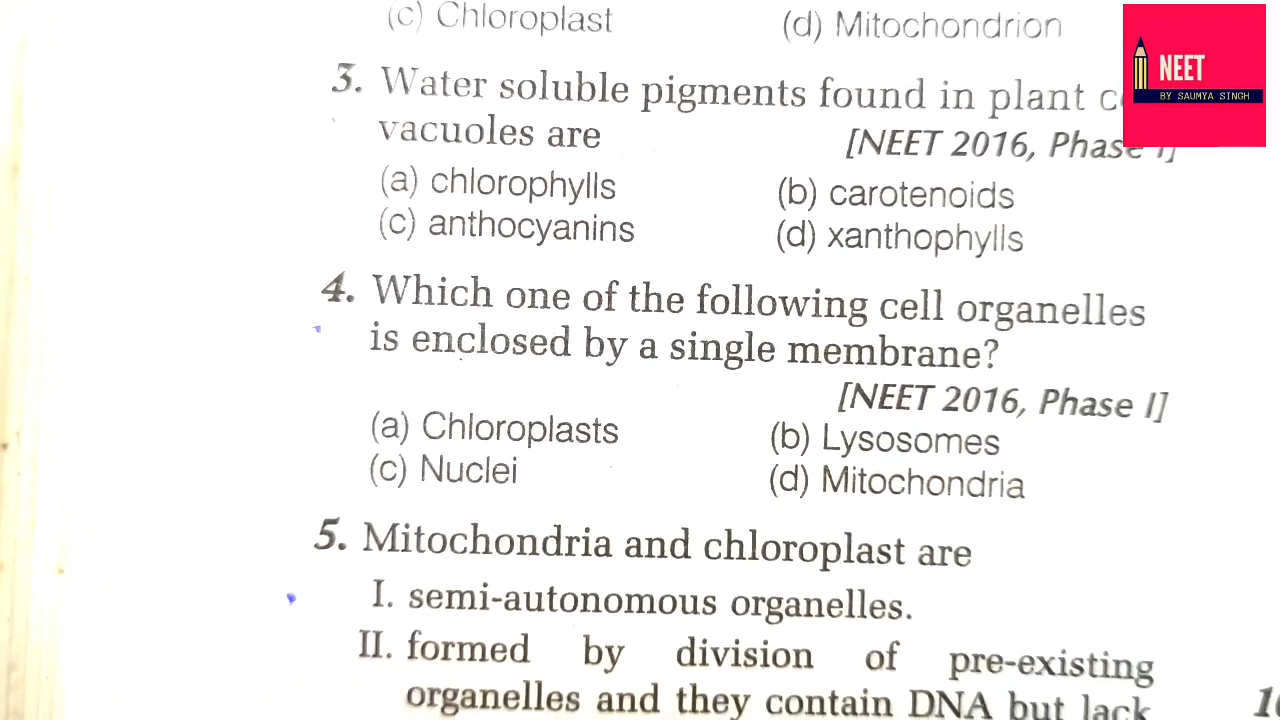 (c) Chloroplast (d) Mitochondrion
NEET
BY SAUMYA SINGH
3. Water soluble pigments found in plant
vacuoles are [NEET 2016, Phase I]
(a) chlorophylls (b) carotenoids
(c) anthocyanins (d) xanthophylls
4. Which one of the following cell organelles
is enclosed by a single membrane?
[NEET 2016, Phase I]
(a) Chloroplasts (b) Lysosomes
(c) Nuclei (d) Mitochondria
5. Mitochondria and chloroplast are
I. semi-autonomous organelles.
II. formed by division of pre-existing
organelles and they contain DNA but lack